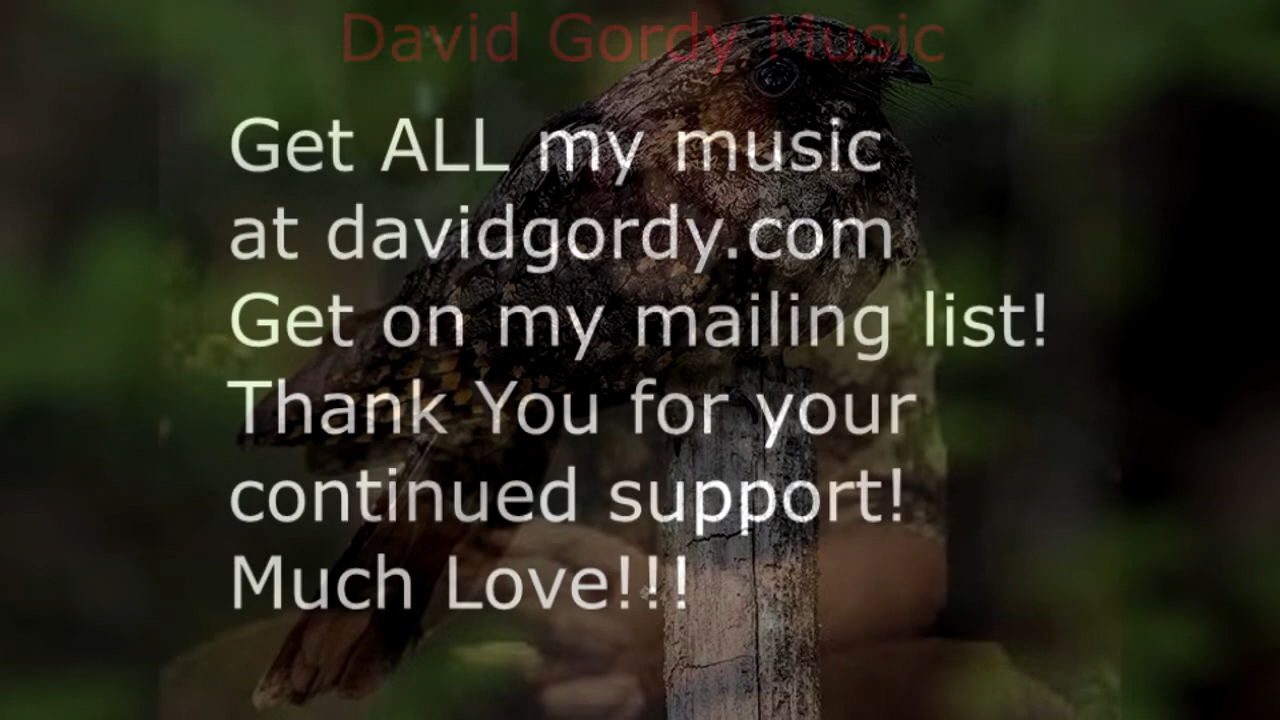 David Gordy Music
Get ALL my music
at davidgordy.com
Get on my mailing list!
Thank You for your
continued support!
Much Love!!!